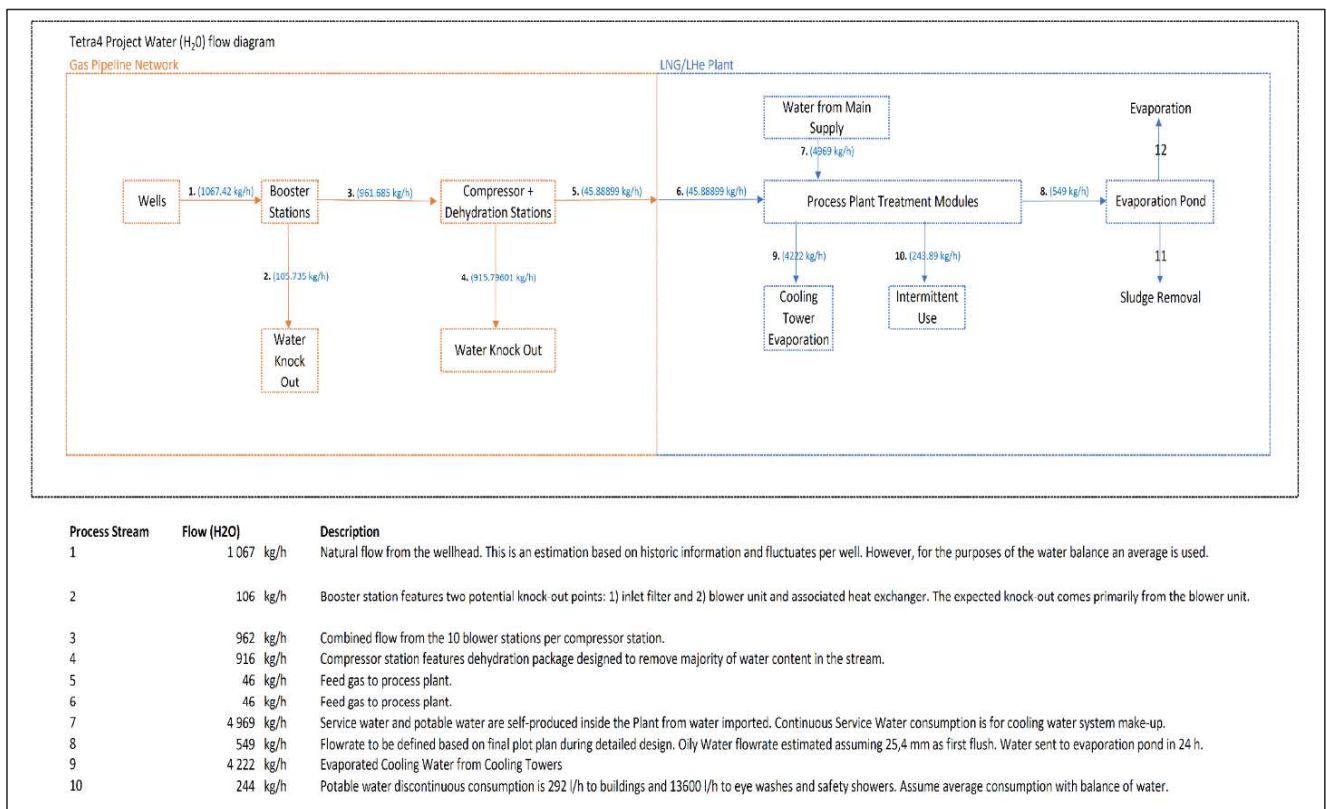 Tetra4 Project Water (H₂0) flow diagram
Gas Pipeline Network
LNG/LHe Plant
Water from Main
Supply
Evaporation
7. (4969 kg/h)
12
Wells
1. (1067.42 kg/h)
Booster
Stations
3. (961.685 kg/h)
Compressor +
Dehydration Stations
5. (45.88899 kg/h)
6. (45.88899 kg/h)
Process Plant Treatment Modules
8. (549 kg/h)
Evaporation Pond
2. (105.735 kg/h)
4. (915.79601 kg/h)
9. (4222 kg/h)
10. (243.89 kg/h)
11
Water
Knock
Out
Water Knock Out
Cooling
Tower
Evaporation
Intermittent
Use
Sludge Removal
Process Stream Flow (H2O) Description
1 1 067 kg/h Natural flow from the wellhead. This is an estimation based on historic information and fluctuates per well. However, for the purposes of the water balance an average is used.
2 106 kg/h Booster station features two potential knock-out points: 1) inlet filter and 2) blower unit and associated heat exchanger. The expected knock-out comes primarily from the blower unit.
3 962 kg/h Combined flow from the 10 blower stations per compressor station.
4 916 kg/h Compressor station features dehydration package designed to remove majority of water content in the stream.
5 46 kg/h Feed gas to process plant.
6 46 kg/h Feed gas to process plant.
7 4 969 kg/h Service water and potable water are self-produced inside the Plant from water imported. Continuous Service Water consumption is for cooling water system make-up.
8 549 kg/h Flowrate to be defined based on final plot plan during detailed design. Oily Water flowrate estimated assuming 25,4 mm as first flush. Water sent to evaporation pond in 24 h.
9 4 222 kg/h Evaporated Cooling Water from Cooling Towers
10 244 kg/h Potable water discontinuous consumption is 292 l/h to buildings and 13600 l/h to eye washes and safety showers. Assume average consumption with balance of water.